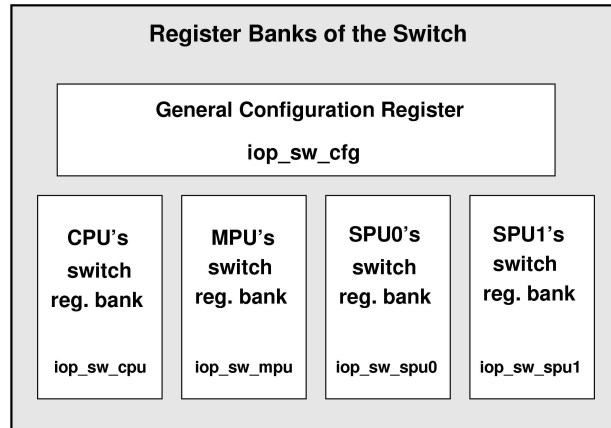 Register Banks of the Switch
General Configuration Register
iop_sw_cfg
CPU's
switch
reg. bank
iop_sw_cpu
MPU's
switch
reg. bank
iop_sw_mpu
SPU0's
switch
reg. bank
iop_sw_spu0
SPU1's
switch
reg. bank
iop_sw_spu1